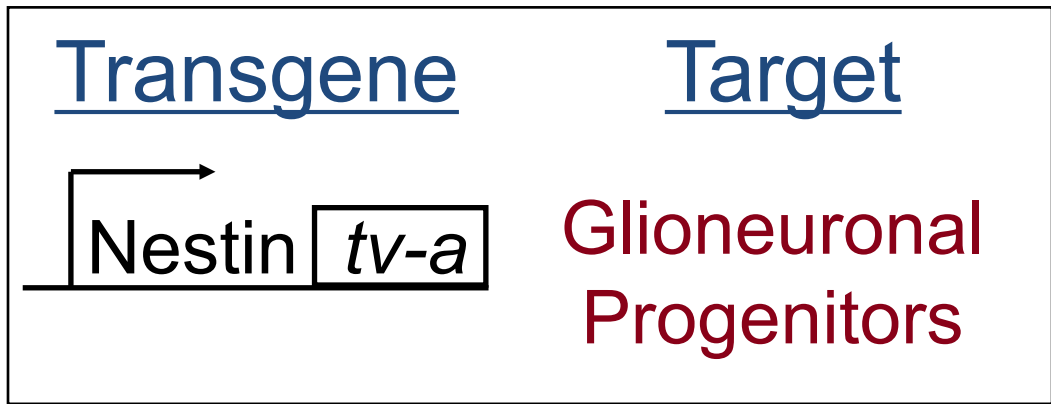 Transgene Target
Nestin tv-a
Glioneuronal
Progenitors